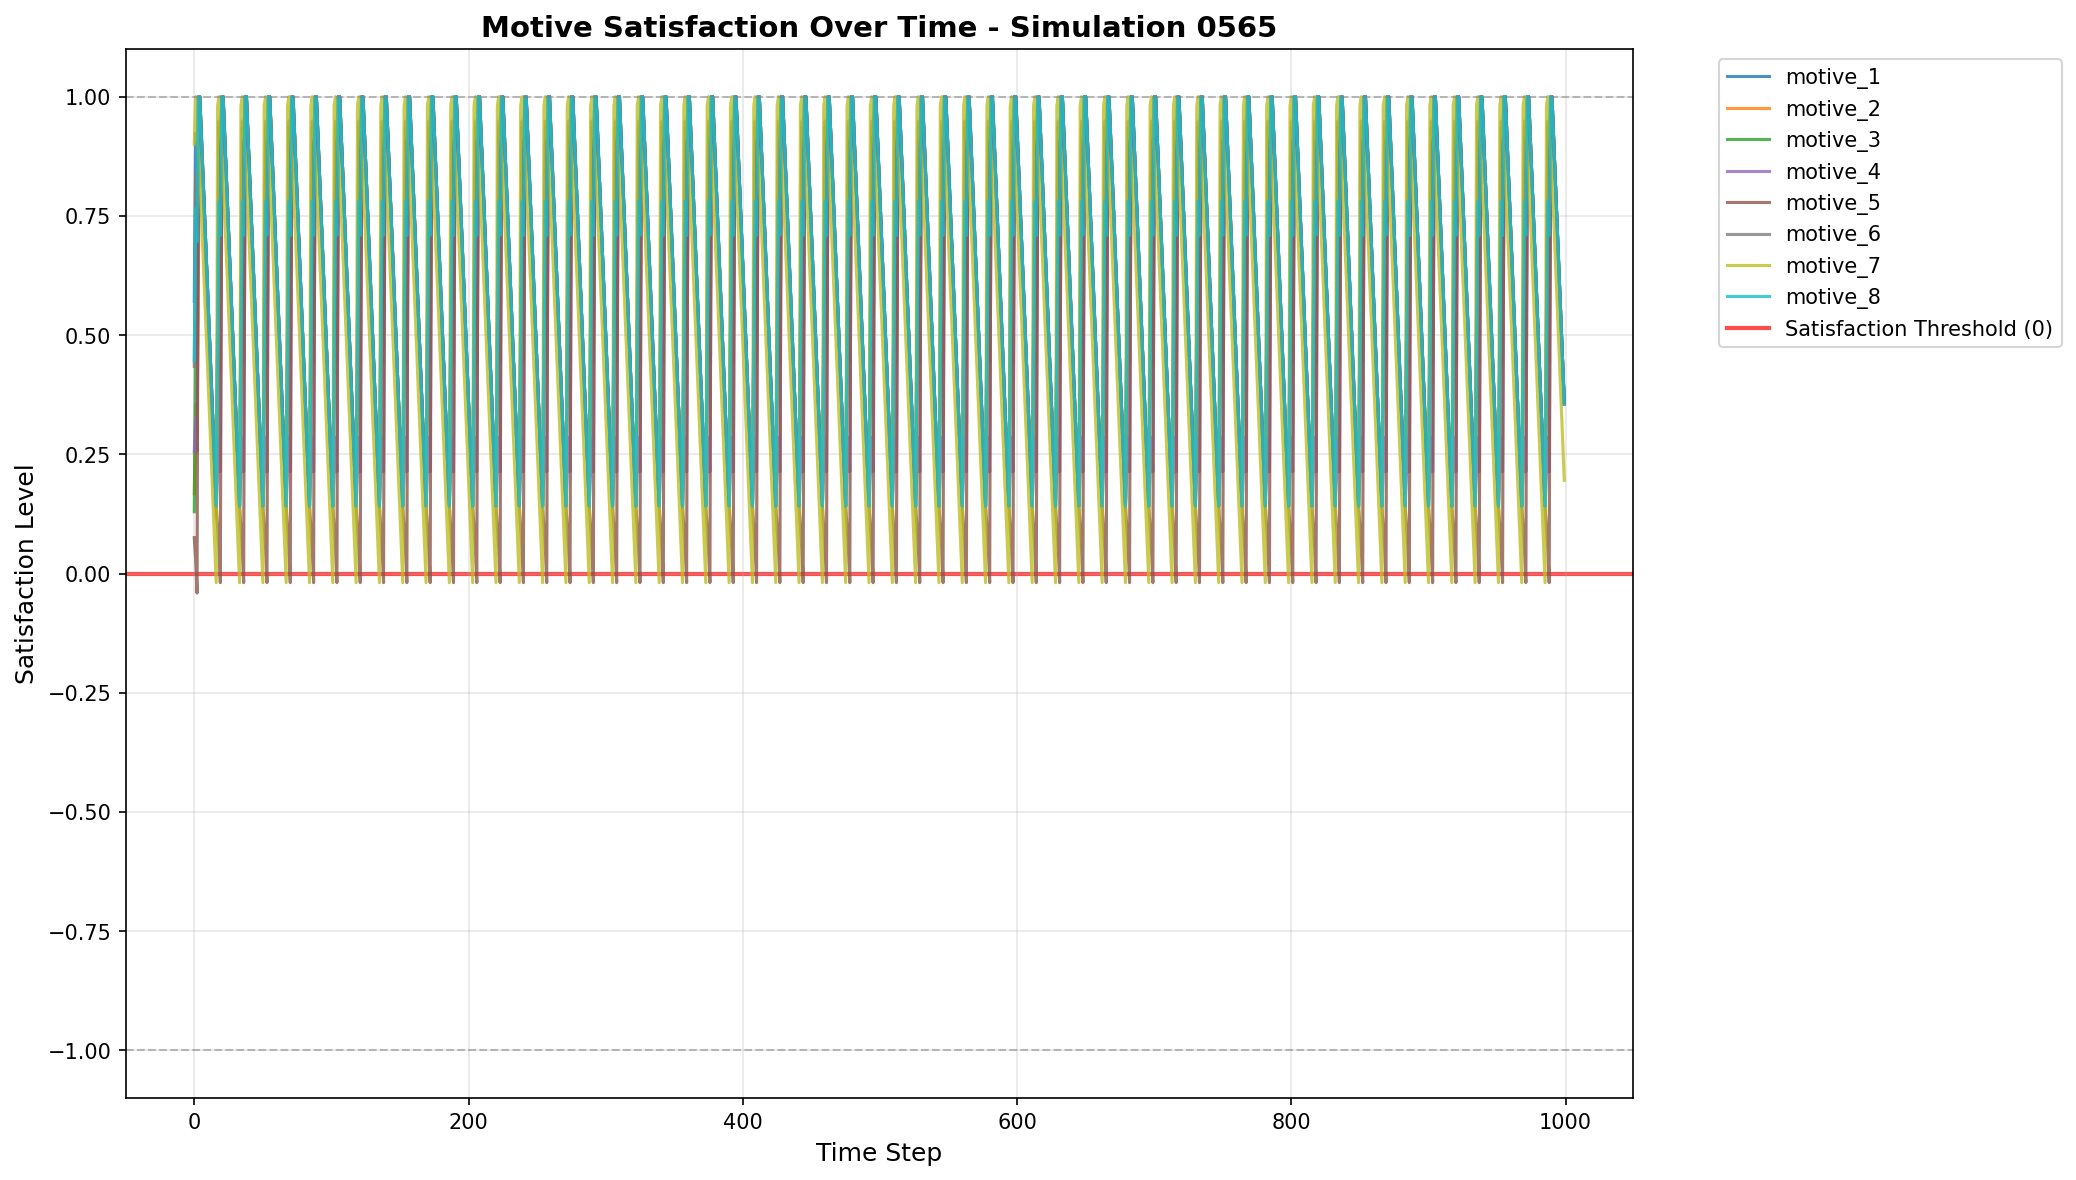 Motive Satisfaction Over Time - Simulation 0565
1.00
0.75
0.50
0.25
0.00
−0.25
−0.50
−0.75
−1.00
Satisfaction Level
0
200
400
600
800
1000
Time Step
motive_1
motive_2
motive_3
motive_4
motive_5
motive_6
motive_7
motive_8
Satisfaction Threshold (0)